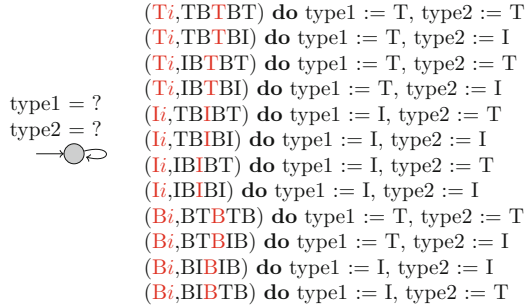 (Ti,TBTBT) do type1 := T, type2 := T
(Ti,TBTBI) do type1 := T, type2 := I
(Ti,IBTBT) do type1 := T, type2 := T
(Ti,IBTBI) do type1 := T, type2 := I
type1 = ?
(Ii,TBIBT) do type1 := I, type2 := T
type2 = ?
(Ii,TBIBI) do type1 := I, type2 := I
(Ii,IBIBT) do type1 := I, type2 := T
(Ii,IBIBI) do type1 := I, type2 := I
(Bi,BTBTB) do type1 := T, type2 := T
(Bi,BTBIB) do type1 := T, type2 := I
(Bi,BIBIB) do type1 := I, type2 := I
(Bi,BIBTB) do type1 := I, type2 := T